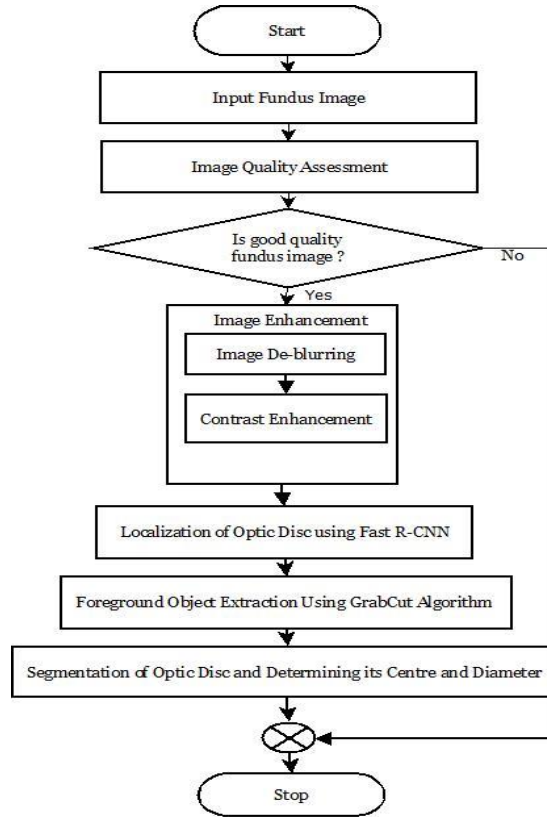 Start
Input Fundus Image
Image Quality Assessment
Is good quality
fundus image ?
No
Yes
Image Enhancement
Image De-blurring
Contrast Enhancement
Localization of Optic Disc using Fast R-CNN
Foreground Object Extraction Using GrabCut Algorithm
Segmentation of Optic Disc and Determining its Centre and Diameter
Stop